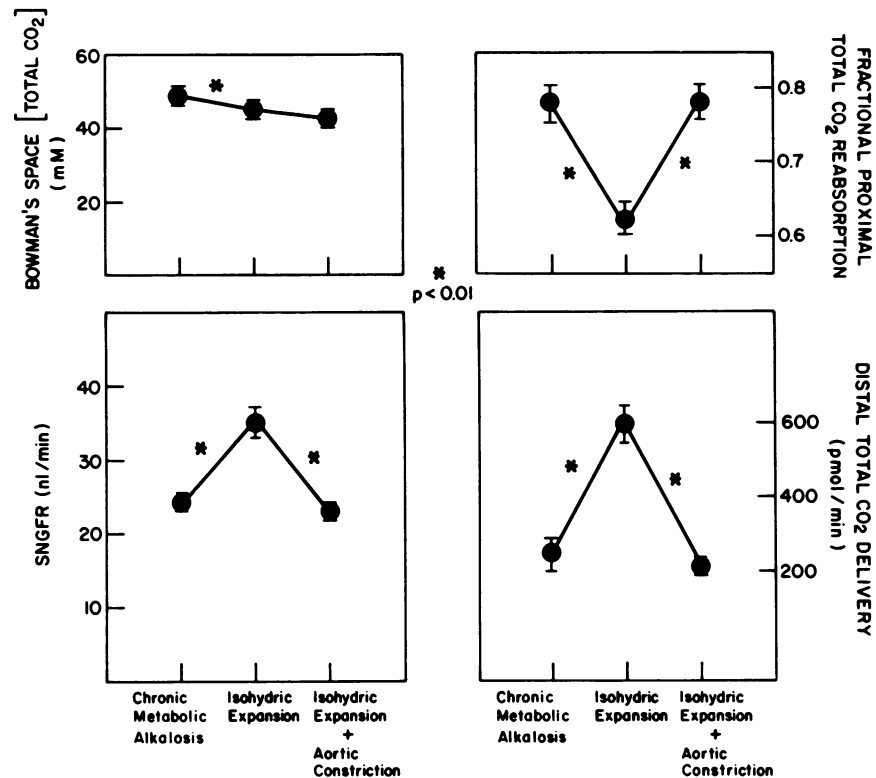 BOWMAN'S SPACE [TOTAL CO2]
(mM)
60
40
20
*
FRACTIONAL PROXIMAL
TOTAL CO2 REABSORPTION
0.8
0.7
0.6
*
*
*
p < 0.01
SNGFR (nl/min)
40
30
20
10
*
*
Chronic
Metabolic
Alkalosis
Isohydric
Expansion
Isohydric
Expansion
+
Aortic
Constriction
DISTAL TOTAL CO2 DELIVERY
(pmol/min)
600
400
200
*
*
Chronic
Metabolic
Alkalosis
Isohydric
Expansion
Isohydric
Expansion
+
Aortic
Constriction